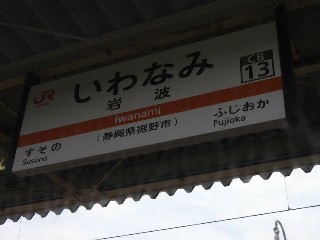 JR
いわなみ
CB
13
岩波
Iwanami
(静岡県裾野市)
すその
Susono
ふじおか
Fujioka